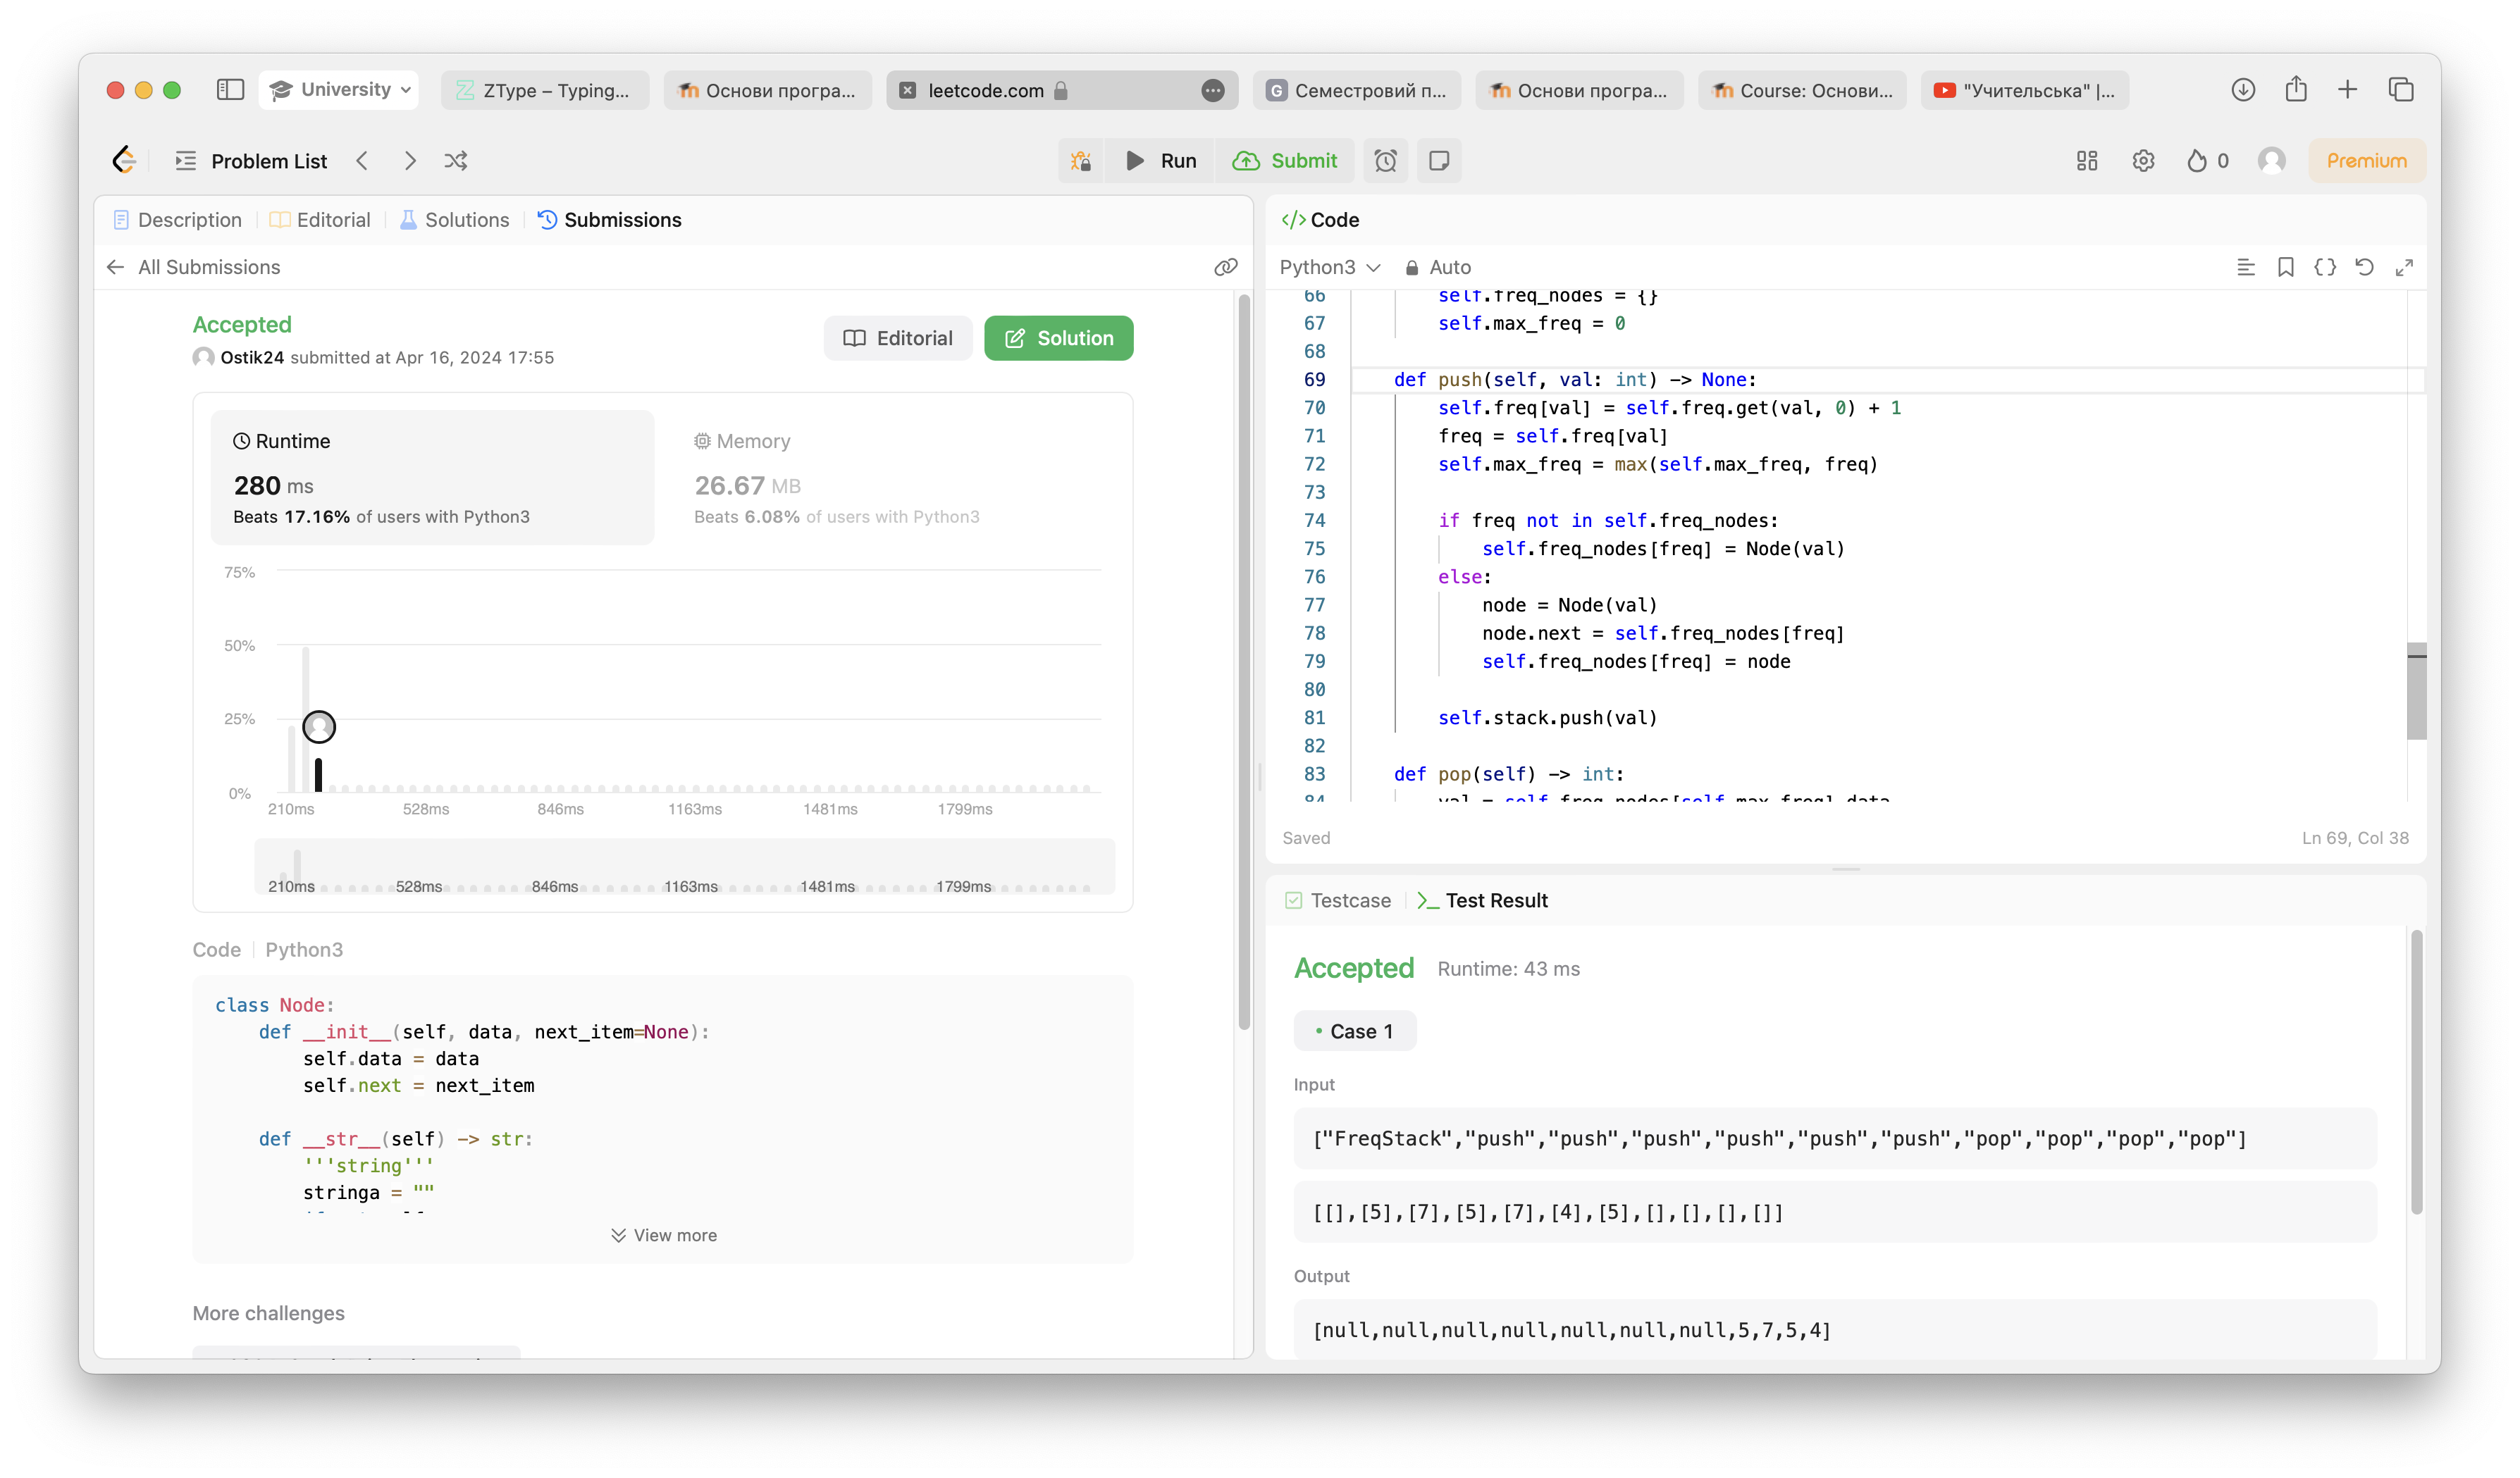 University
ZType – Typing...
Основи програ...
leetcode.com
Семестровий п...
Основи програ...
Course: Основи...
"Учительська" |...
Problem List
Run
Submit
0
Premium
Description
Editorial
Solutions
Submissions
All Submissions
Accepted
Ostik24 submitted at Apr 16, 2024 17:55
Editorial
Solution
Runtime
280 ms
Beats 17.16% of users with Python3
Memory
26.67 MB
Beats 6.08% of users with Python3
75%
50%
25%
0%
210ms 528ms 846ms 1163ms 1481ms 1799ms
210ms 528ms 846ms 1163ms 1481ms 1799ms
Code | Python3
class Node:
    def __init__(self, data, next_item=None):
        self.data = data
        self.next = next_item
    def __str__(self) -> str:
        '''string'''
        stringa = ""
View more
More challenges
</> Code
Python3
Auto
66 self.freq_nodes = {}
67 self.max_freq = 0
68
69 def push(self, val: int) -> None:
70 self.freq[val] = self.freq.get(val, 0) + 1
71 freq = self.freq[val]
72 self.max_freq = max(self.max_freq, freq)
73
74 if freq not in self.freq_nodes:
75 self.freq_nodes[freq] = Node(val)
76 else:
77 node = Node(val)
78 node.next = self.freq_nodes[freq]
79 self.freq_nodes[freq] = node
80
81 self.stack.push(val)
82
83 def pop(self) -> int:
84 val = self.freq_nodes[self.max_freq].data
Saved
Ln 69, Col 38
Testcase
Test Result
Accepted Runtime: 43 ms
Case 1
Input
["FreqStack","push","push","push","push","push","push","pop","pop","pop","pop"]
[[],[5],[7],[5],[7],[4],[5],[],[],[],[]]
Output
[null,null,null,null,null,null,null,5,7,5,4]